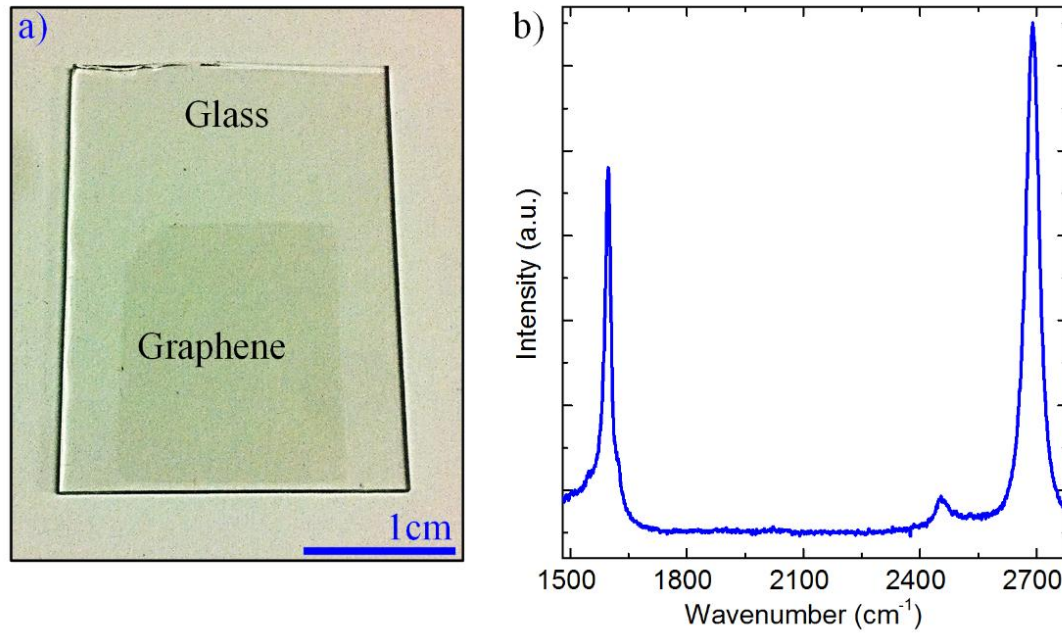 a)
Glass
Graphene
1cm
b)
Intensity (a.u.)
1500 1800 2100 2400 2700
Wavenumber (cm⁻¹)